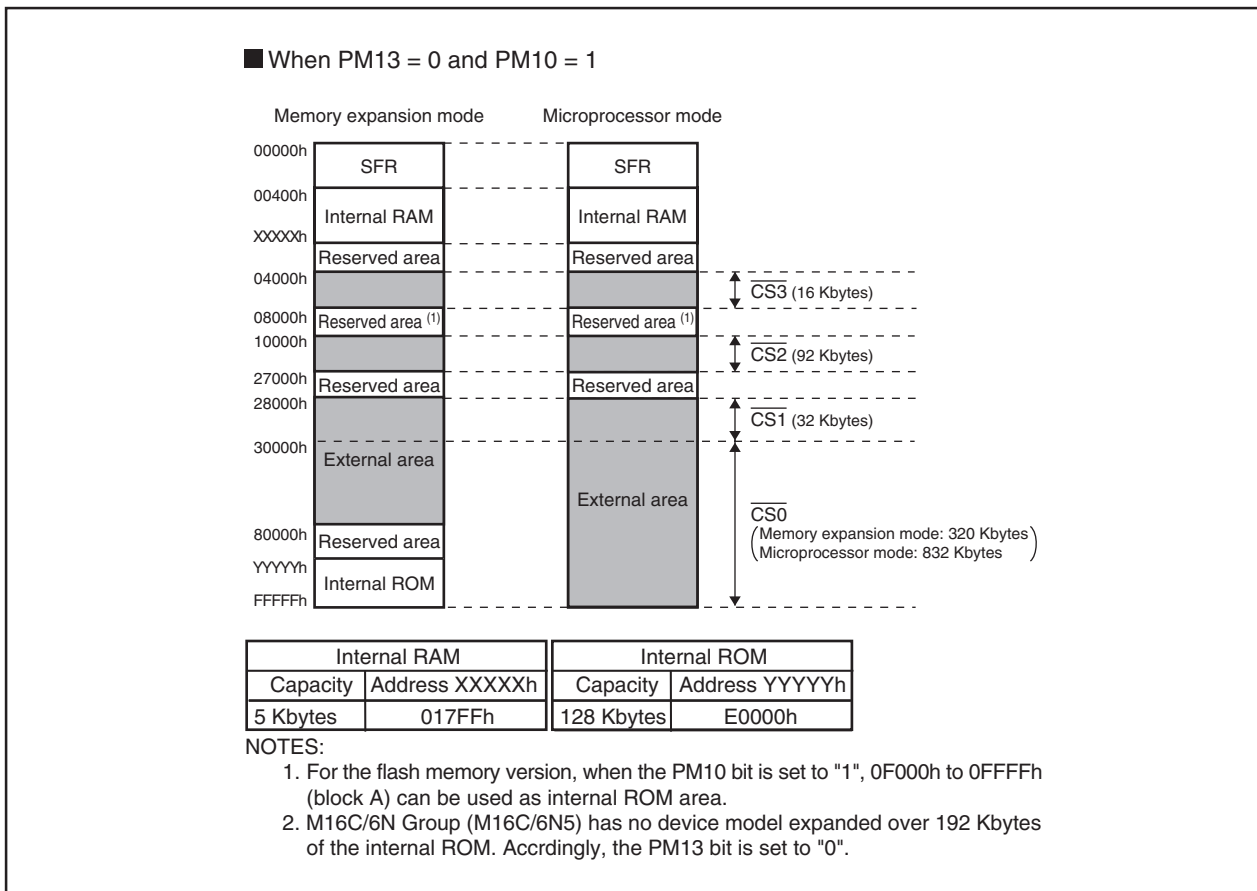 ■ When PM13 = 0 and PM10 = 1
Memory expansion mode
Microprocessor mode
00000h
SFR
SFR
00400h
Internal RAM
Internal RAM
XXXXXh
Reserved area
Reserved area
04000h
CS3 (16 Kbytes)
08000h
Reserved area (1)
Reserved area (1)
10000h
CS2 (92 Kbytes)
27000h
Reserved area
Reserved area
28000h
CS1 (32 Kbytes)
30000h
External area
External area
CS0
(Memory expansion mode: 320 Kbytes
Microprocessor mode: 832 Kbytes)
80000h
Reserved area
YYYYYh
Internal ROM
FFFFFh
Internal RAM Internal ROM
Capacity Address XXXXXh Capacity Address YYYYYh
5 Kbytes 017FFh 128 Kbytes E0000h
NOTES:
1. For the flash memory version, when the PM10 bit is set to "1", 0F000h to 0FFFFh
(block A) can be used as internal ROM area.
2. M16C/6N Group (M16C/6N5) has no device model expanded over 192 Kbytes
of the internal ROM. Accrdingly, the PM13 bit is set to "0".